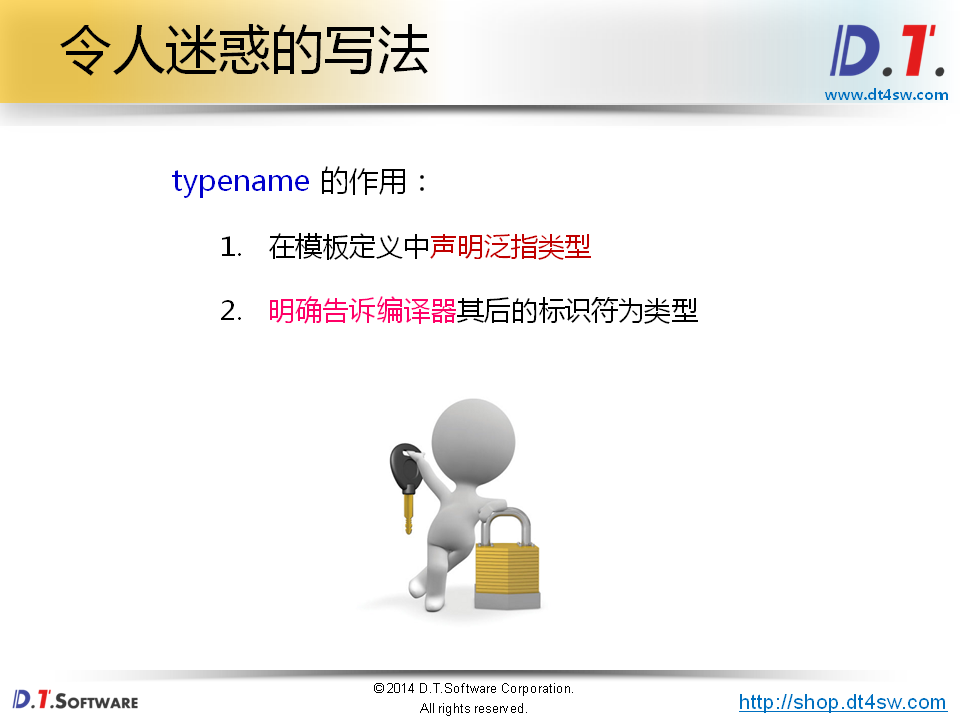 令人迷惑的写法
D.T.
www.dt4sw.com
typename 的作用：
1. 在模板定义中声明泛指类型
2. 明确告诉编译器其后的标识符为类型
D.T.SOFTWARE
©2014 D.T.Software Corporation.
All rights reserved.
http://shop.dt4sw.com